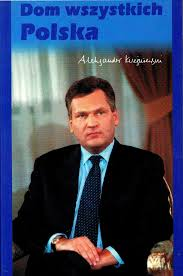 Dom wszystkich
Polska
Aleksander Kwaśniewski